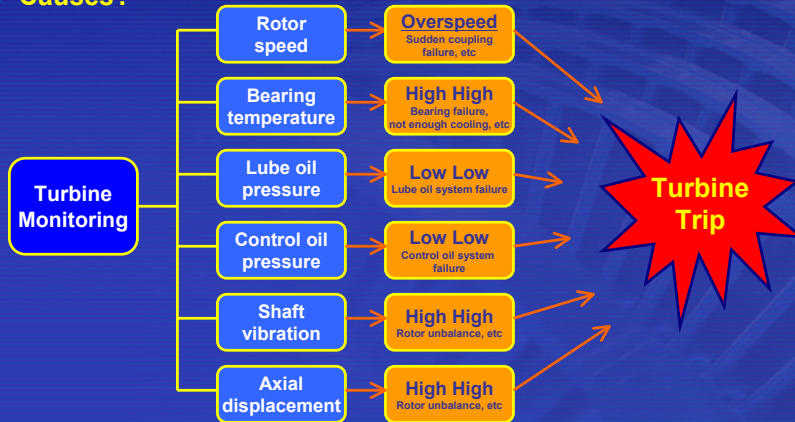 Causes?
Rotor
speed
Overspeed
Sudden coupling
failure, etc
Bearing
temperature
High High
Bearing failure,
not enough cooling, etc
Lube oil
pressure
Low Low
Lube oil system failure
Turbine
Monitoring
Turbine
Trip
Control oil
pressure
Low Low
Control oil system
failure
Shaft
vibration
High High
Rotor unbalance, etc
Axial
displacement
High High
Rotor unbalance, etc